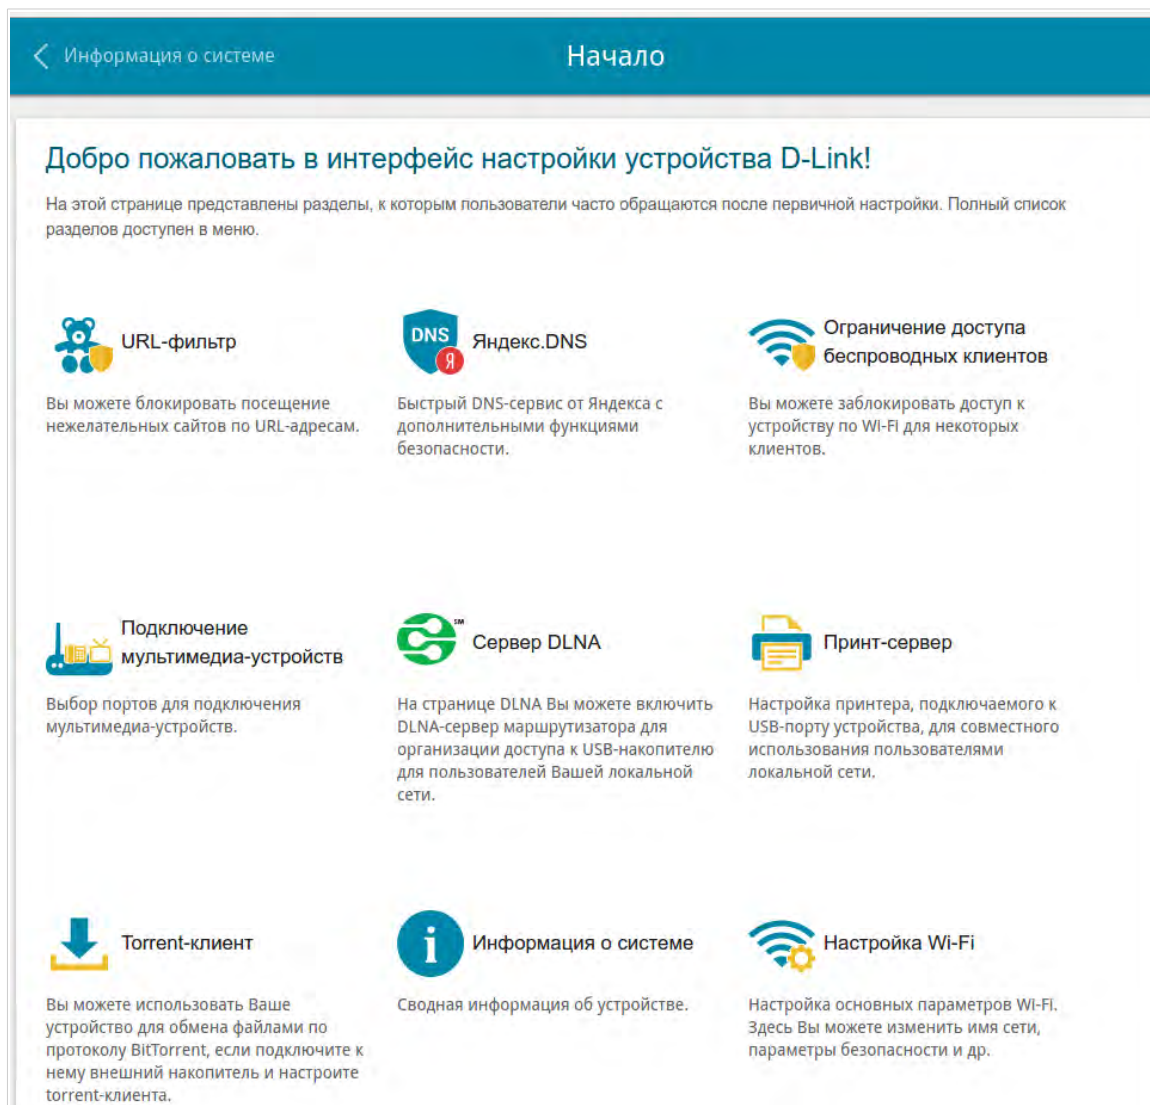 Информация о системе
Начало
Добро пожаловать в интерфейс настройки устройства D-Link!
На этой странице представлены разделы, к которым пользователи часто обращаются после первичной настройки. Полный список
разделов доступен в меню.
URL-фильтр
Вы можете блокировать посещение
нежелательных сайтов по URL-адресам.
DNS
Я
Яндекс.DNS
Быстрый DNS-сервис от Яндекса с
дополнительными функциями
безопасности.
Ограничение доступа
беспроводных клиентов
Вы можете заблокировать доступ к
устройству по Wi-Fi для некоторых
клиентов.
Подключение
мультимедиа-устройств
Выбор портов для подключения
мультимедиа-устройств.
SM
Сервер DLNA
На странице DLNA Вы можете включить
DLNA-сервер маршрутизатора для
организации доступа к USB-накопителю
для пользователей Вашей локальной
сети.
Принт-сервер
Настройка принтера, подключаемого к
USB-порту устройства, для совместного
использования пользователями
локальной сети.
Torrent-клиент
Вы можете использовать Ваше
устройство для обмена файлами по
протоколу BitTorrent, если подключите к
нему внешний накопитель и настроите
torrent-клиента.
i
Информация о системе
Сводная информация об устройстве.
Настройка Wi-Fi
Настройка основных параметров Wi-Fi.
Здесь Вы можете изменить имя сети,
параметры безопасности и др.